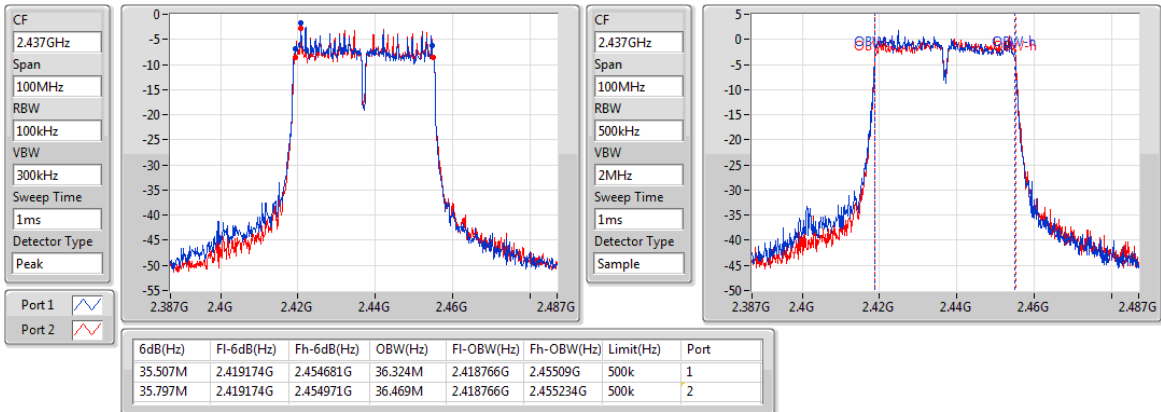 CF
2.437GHz
Span
100MHz
RBW
100kHz
VBW
300kHz
Sweep Time
1ms
Detector Type
Peak
Port 1
Port 2
0-
-5-
-10-
-15-
-20-
-25-
-30-
-35-
-40-
-45-
-50-
-55-
2.387G 2.4G 2.42G 2.44G 2.46G 2.487G
CF
2.437GHz
Span
100MHz
RBW
500kHz
VBW
2MHz
Sweep Time
1ms
Detector Type
Sample
5-
0-
-5-
-10-
-15-
-20-
-25-
-30-
-35-
-40-
-45-
-50-
OBW-h
2.387G 2.4G 2.42G 2.44G 2.46G 2.487G
6dB(Hz) Fl-6dB(Hz) Fh-6dB(Hz) OBW(Hz) Fl-OBW(Hz) Fh-OBW(Hz) Limit(Hz) Port
35.507M 2.419174G 2.454681G 36.324M 2.418766G 2.45509G 500k 1
35.797M 2.419174G 2.454971G 36.469M 2.418766G 2.455234G 500k 2